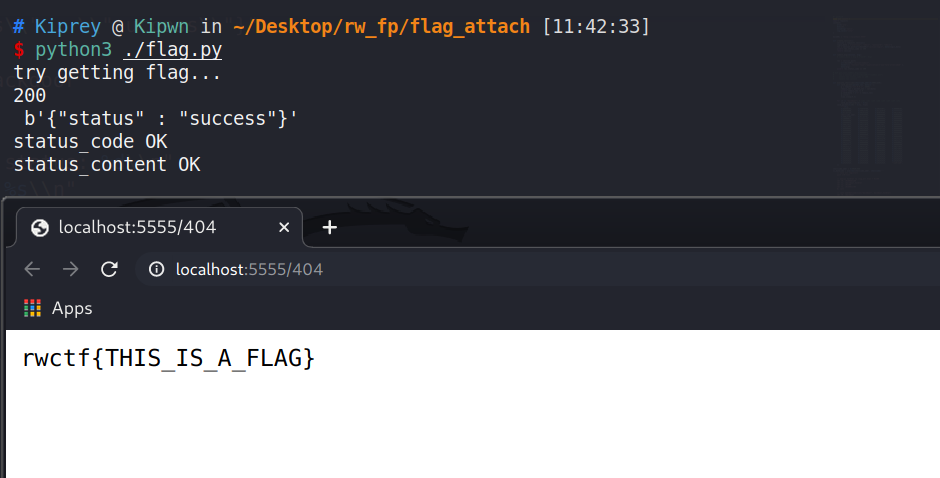 # Kiprey @ Kipwn in ~/Desktop/rw_fp/flag_attach [11:42:33]
$ python3 ./flag.py
try getting flag...
200
 b'{"status" : "success"}'
status_code OK
status_content OK
localhost:5555/404
localhost:5555/404
Apps
rwctf{THIS_IS_A_FLAG}